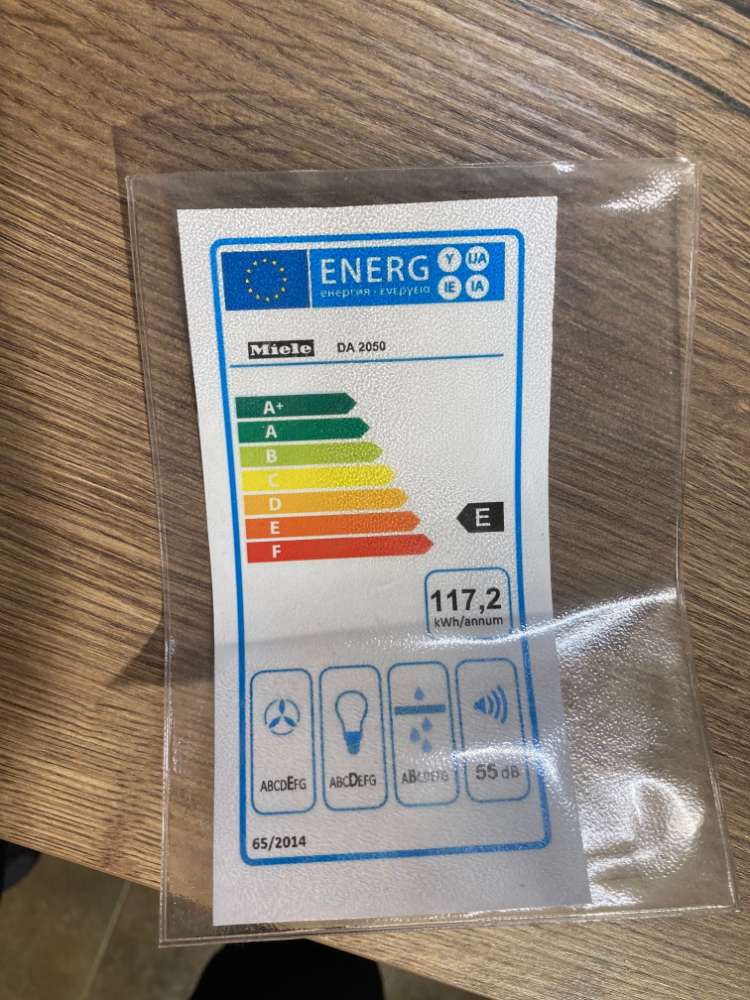 ENERG Y IJA
енергия · ενεργεια IE IA
Miele DA 2050
A+
A
B
C
D
E
E
F
117,2
kWh/annum
ABCDEFG ABCDEFG ABCDEFG 55 dB
65/2014